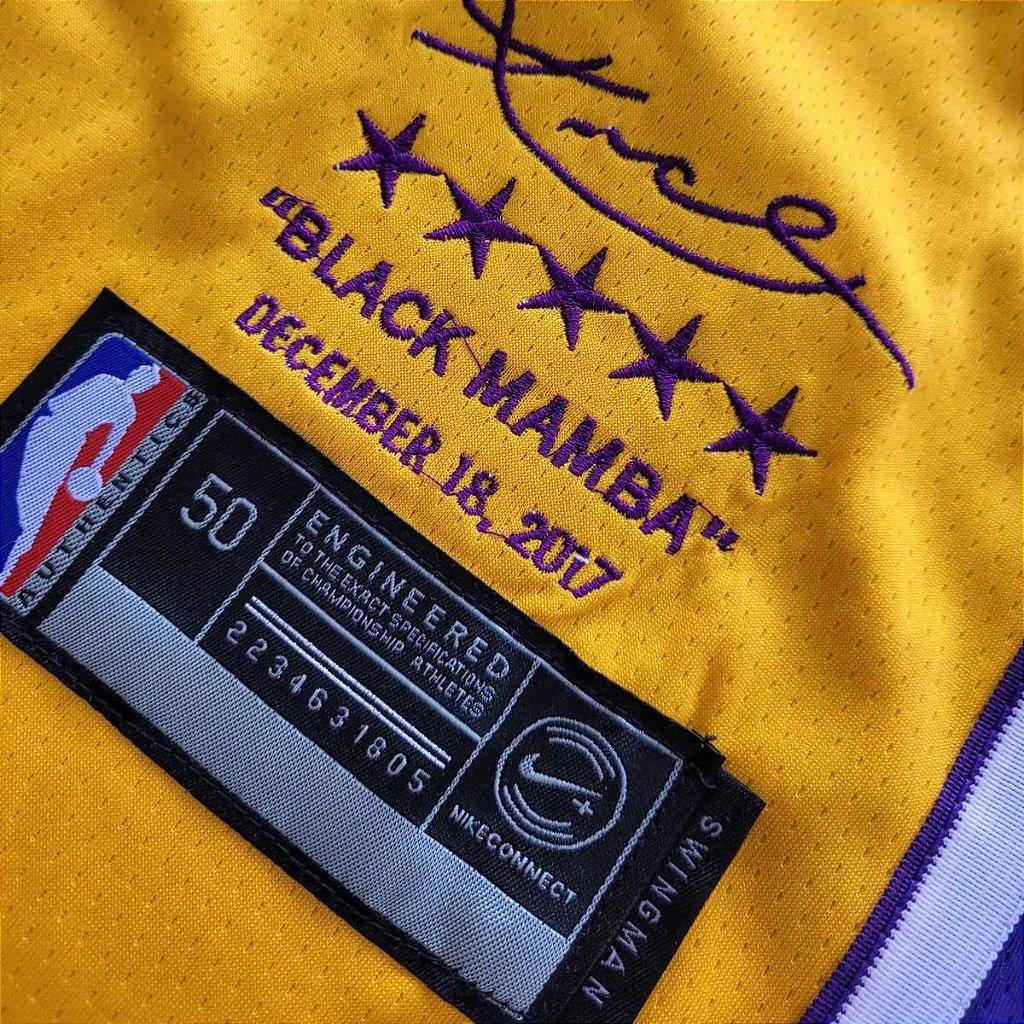 "BLACK MAMBA"
DECEMBER 18, 2017
AUTHENTICS
50
ENGINEERED
TO THE EXACT SPECIFICATIONS
OF CHAMPIONSHIP ATHLETES
2234631805
NIKECONNECT
SWINGMAN